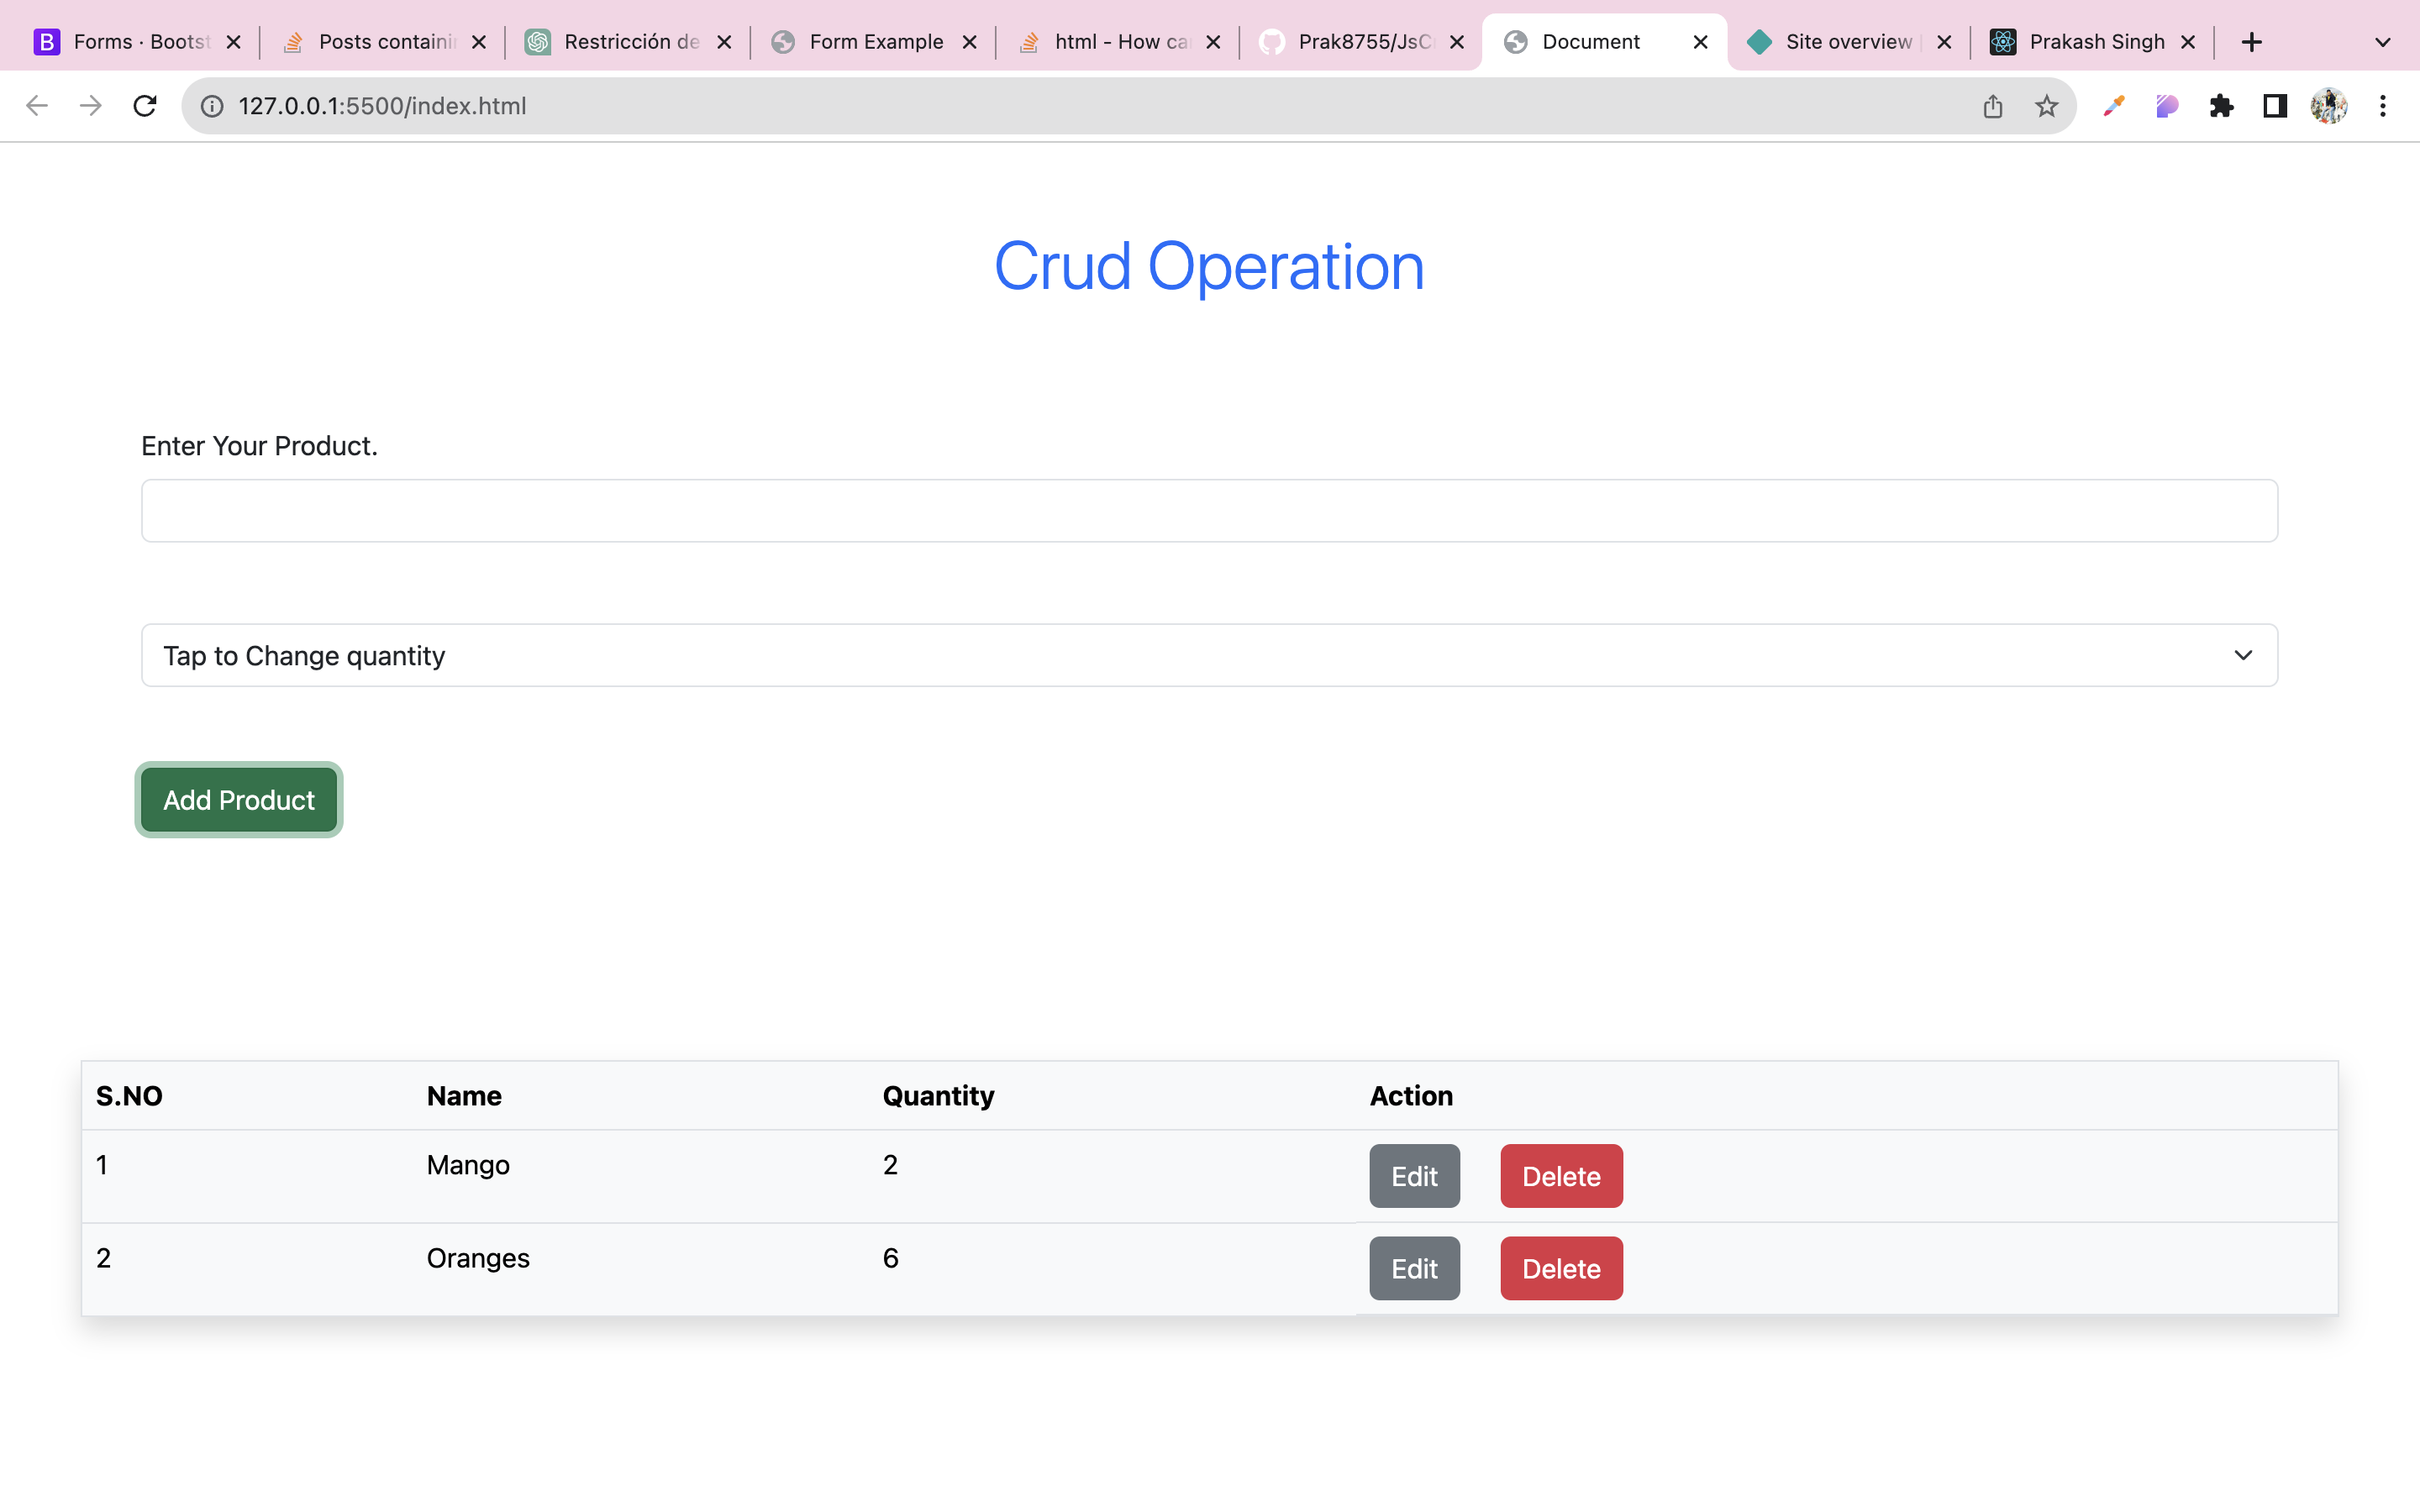 B Forms · Bootst
Posts containin
Restricción de
Form Example
html - How ca
Prak8755/JsC
Document
Site overview
Prakash Singh
127.0.0.1:5500/index.html
Crud Operation
Enter Your Product.
Tap to Change quantity
Add Product
S.NO Name Quantity Action
1 Mango 2 Edit Delete
2 Oranges 6 Edit Delete